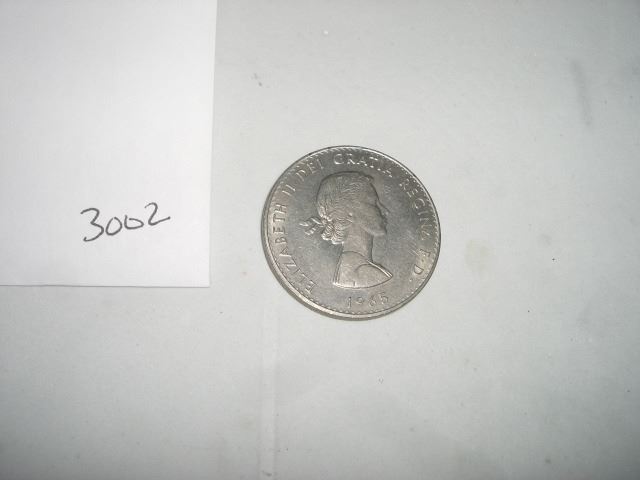 3002
ELIZABETH II DEI GRATIA REGINA F.D.
1965